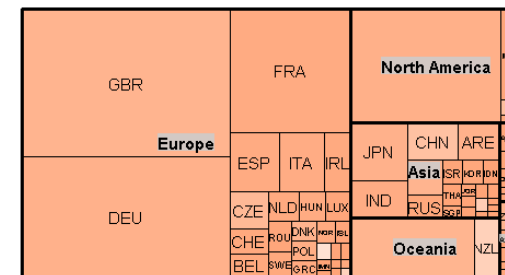 GBR
FRA
North America
Europe
DEU
ESP
ITA
IRL
JPN
CHN
ARE
Asia
ISR
IDN
IND
RUS
THA
SGP
CZE
NLD
HUN
LUX
CHE
ROU
DNK
POL
BEL
SWE
GRC
Oceania
NZL